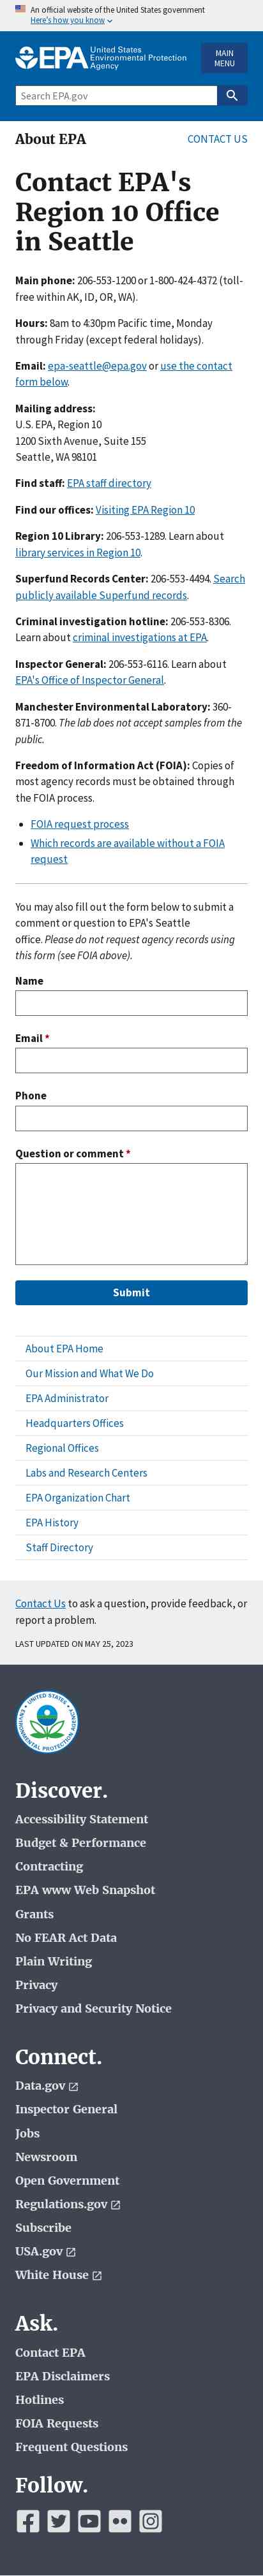 An official website of the United States government
Here's how you know
EPA United States
Environmental Protection
Agency
MAIN
MENU
Search EPA.gov
About EPA
CONTACT US
Contact EPA's
Region 10 Office
in Seattle
Main phone: 206-553-1200 or 1-800-424-4372 (toll-
free within AK, ID, OR, WA).
Hours: 8am to 4:30pm Pacific time, Monday
through Friday (except federal holidays).
Email: epa-seattle@epa.gov or use the contact
form below.
Mailing address:
U.S. EPA, Region 10
1200 Sixth Avenue, Suite 155
Seattle, WA 98101
Find staff: EPA staff directory
Find our offices: Visiting EPA Region 10
Region 10 Library: 206-553-1289. Learn about
library services in Region 10.
Superfund Records Center: 206-553-4494. Search
publicly available Superfund records.
Criminal investigation hotline: 206-553-8306.
Learn about criminal investigations at EPA.
Inspector General: 206-553-6116. Learn about
EPA's Office of Inspector General.
Manchester Environmental Laboratory: 360-
871-8700. The lab does not accept samples from the
public.
Freedom of Information Act (FOIA): Copies of
most agency records must be obtained through
the FOIA process.
FOIA request process
Which records are available without a FOIA
request
You may also fill out the form below to submit a
comment or question to EPA's Seattle
office. Please do not request agency records using
this form (see FOIA above).
Name
Email *
Phone
Question or comment *
Submit
About EPA Home
Our Mission and What We Do
EPA Administrator
Headquarters Offices
Regional Offices
Labs and Research Centers
EPA Organization Chart
EPA History
Staff Directory
Contact Us to ask a question, provide feedback, or
report a problem.
LAST UPDATED ON MAY 25, 2023
UNITED STATES ENVIRONMENTAL PROTECTION AGENCY
Discover.
Accessibility Statement
Budget & Performance
Contracting
EPA www Web Snapshot
Grants
No FEAR Act Data
Plain Writing
Privacy
Privacy and Security Notice
Connect.
Data.gov
Inspector General
Jobs
Newsroom
Open Government
Regulations.gov
Subscribe
USA.gov
White House
Ask.
Contact EPA
EPA Disclaimers
Hotlines
FOIA Requests
Frequent Questions
Follow.